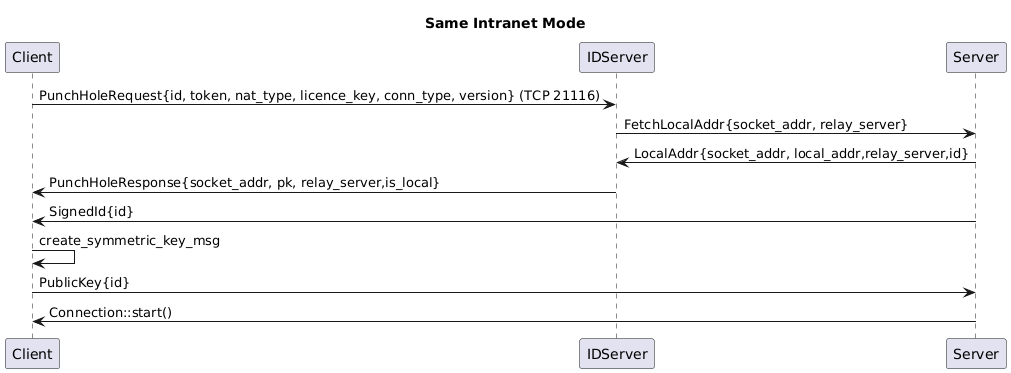 Same Intranet Mode
Client
IDServer
Server
PunchHoleRequest{id, token, nat_type, licence_key, conn_type, version} (TCP 21116)
FetchLocalAddr{socket_addr, relay_server}
LocalAddr{socket_addr, local_addr,relay_server,id}
PunchHoleResponse{socket_addr, pk, relay_server,is_local}
SignedId{id}
create_symmetric_key_msg
PublicKey{id}
Connection::start()
Client
IDServer
Server